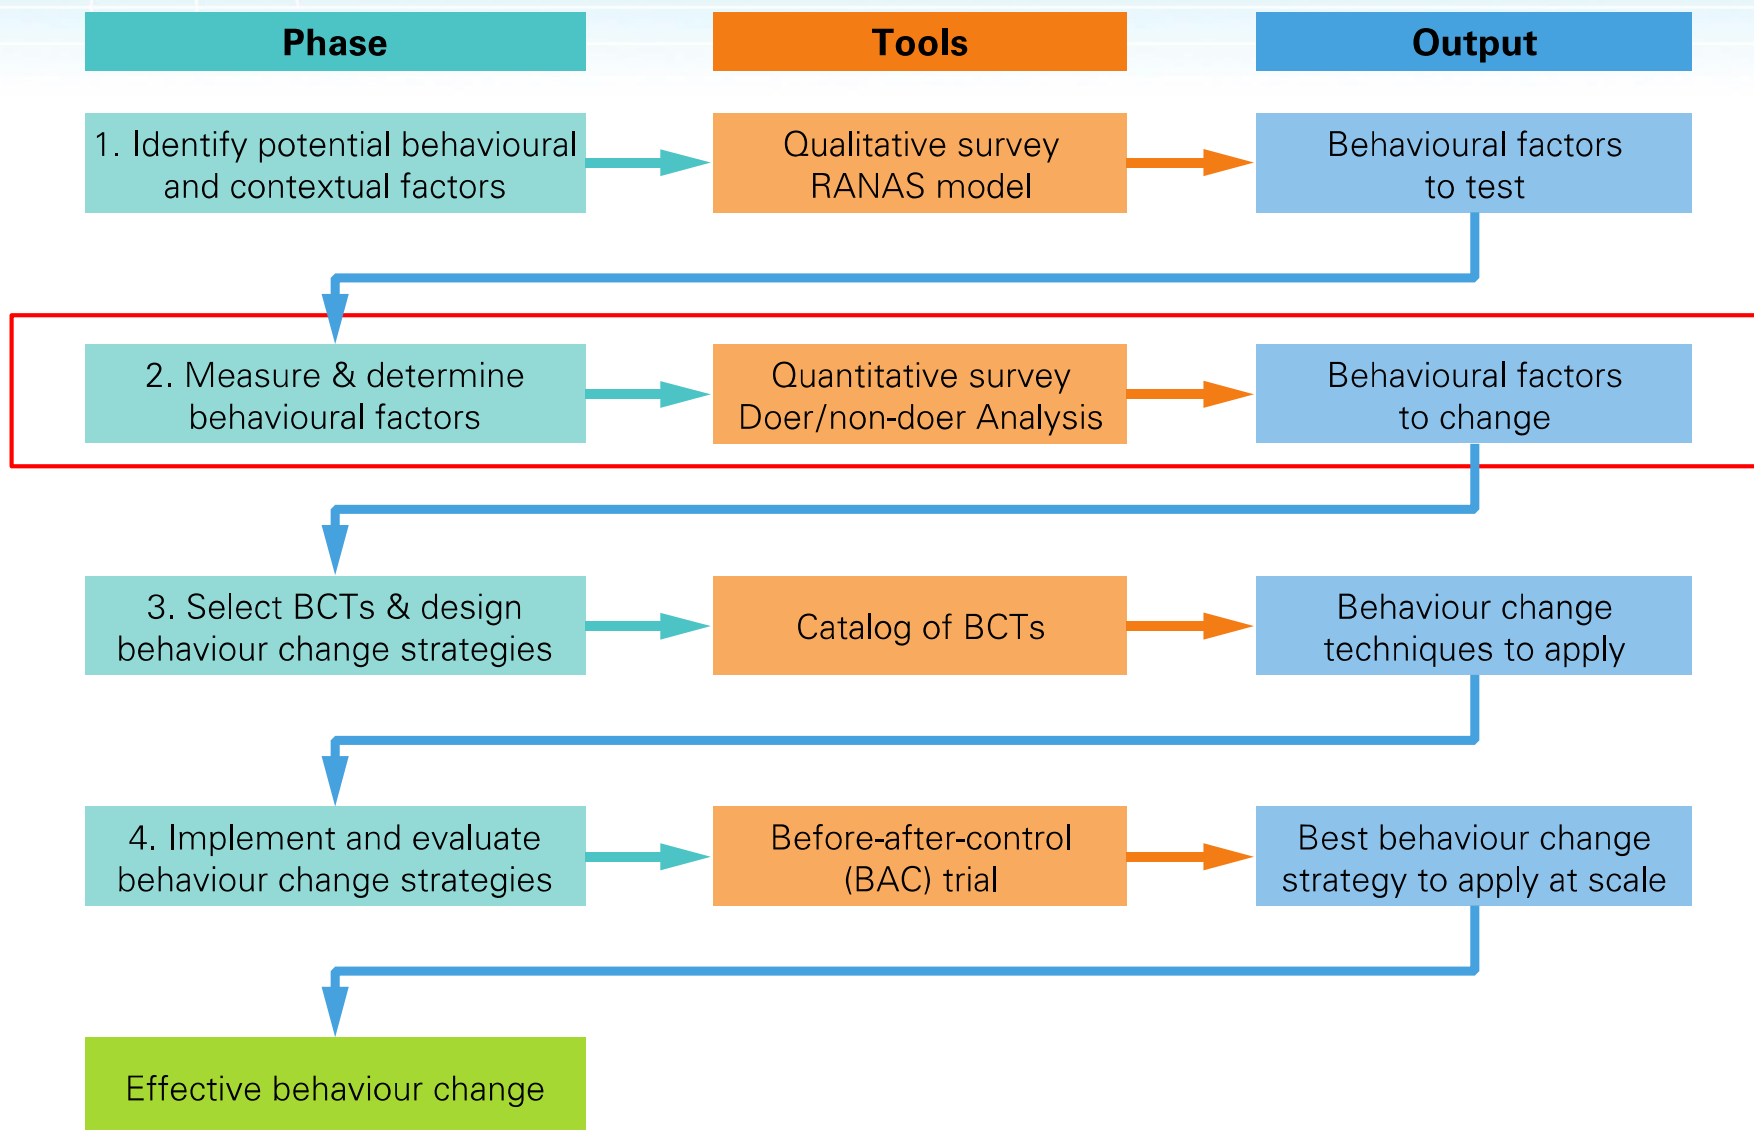 Phase
Tools
Output
1. Identify potential behavioural
and contextual factors
Qualitative survey
RANAS model
Behavioural factors
to test
2. Measure & determine
behavioural factors
Quantitative survey
Doer/non-doer Analysis
Behavioural factors
to change
3. Select BCTs & design
behaviour change strategies
Catalog of BCTs
Behaviour change
techniques to apply
4. Implement and evaluate
behaviour change strategies
Before-after-control
(BAC) trial
Best behaviour change
strategy to apply at scale
Effective behaviour change